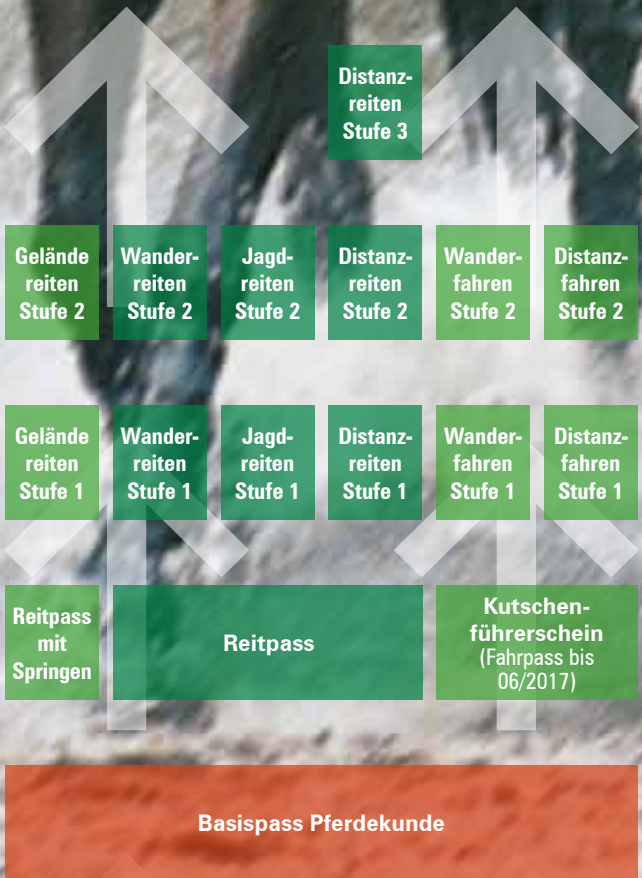 Distanz-
reiten
Stufe 3
Gelände
reiten
Stufe 2
Wander-
reiten
Stufe 2
Jagd-
reiten
Stufe 2
Distanz-
reiten
Stufe 2
Wander-
fahren
Stufe 2
Distanz-
fahren
Stufe 2
Gelände
reiten
Stufe 1
Wander-
reiten
Stufe 1
Jagd-
reiten
Stufe 1
Distanz-
reiten
Stufe 1
Wander-
fahren
Stufe 1
Distanz-
fahren
Stufe 1
Reitpass
mit
Springen
Reitpass
Kutschen-
führerschein
(Fahrpass bis
06/2017)
Basispass Pferdekunde